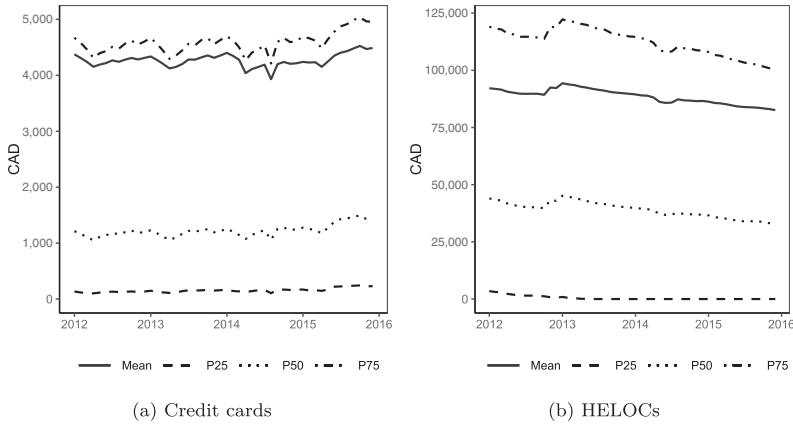 5,000
4,000
3,000
2,000
1,000
0
CAD
2012 2013 2014 2015 2016
Mean P25 P50 P75
(a) Credit cards
125,000
100,000
75,000
50,000
25,000
0
CAD
2012 2013 2014 2015 2016
Mean P25 P50 P75
(b) HELOCs